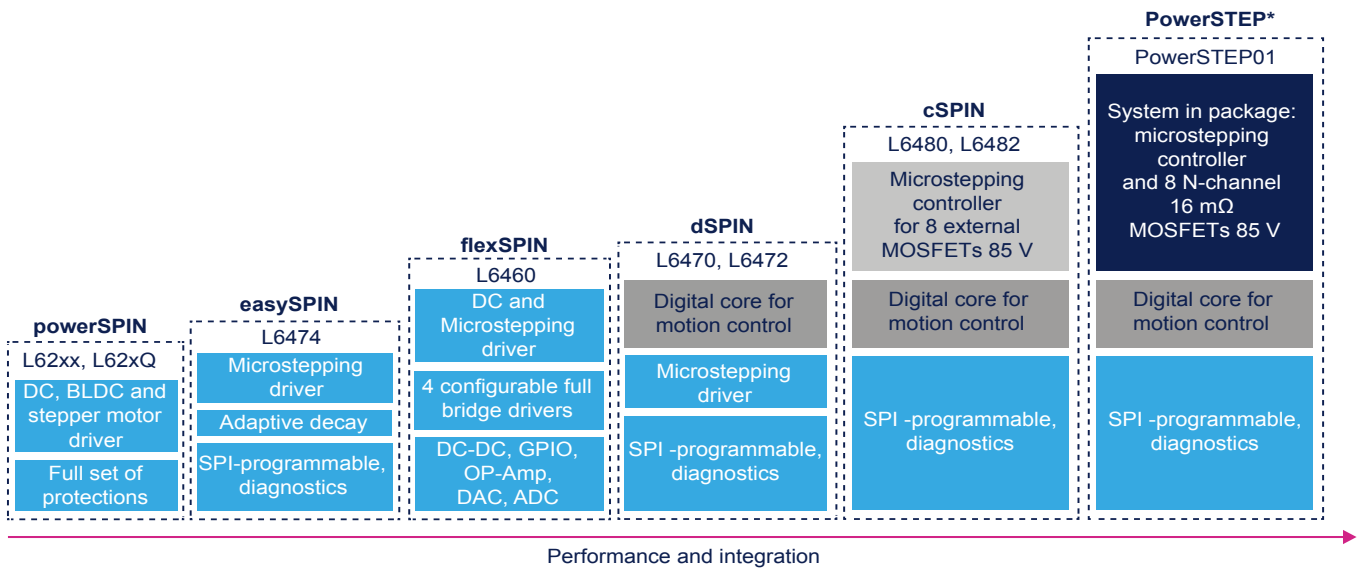 powerSPIN
L62xx, L62xQ
DC, BLDC and
stepper motor
driver
Full set of
protections
easySPIN
L6474
Microstepping
driver
Adaptive decay
SPI-programmable,
diagnostics
flexSPIN
L6460
DC and
Microstepping
driver
4 configurable full
bridge drivers
DC-DC, GPIO,
OP-Amp,
DAC, ADC
dSPIN
L6470, L6472
Digital core for
motion control
Microstepping
driver
SPI -programmable,
diagnostics
cSPIN
L6480, L6482
Microstepping
controller
for 8 external
MOSFETs 85 V
Digital core for
motion control
SPI -programmable,
diagnostics
PowerSTEP*
PowerSTEP01
System in package:
microstepping
controller
and 8 N-channel
16 mΩ
MOSFETs 85 V
Digital core for
motion control
SPI -programmable,
diagnostics
Performance and integration